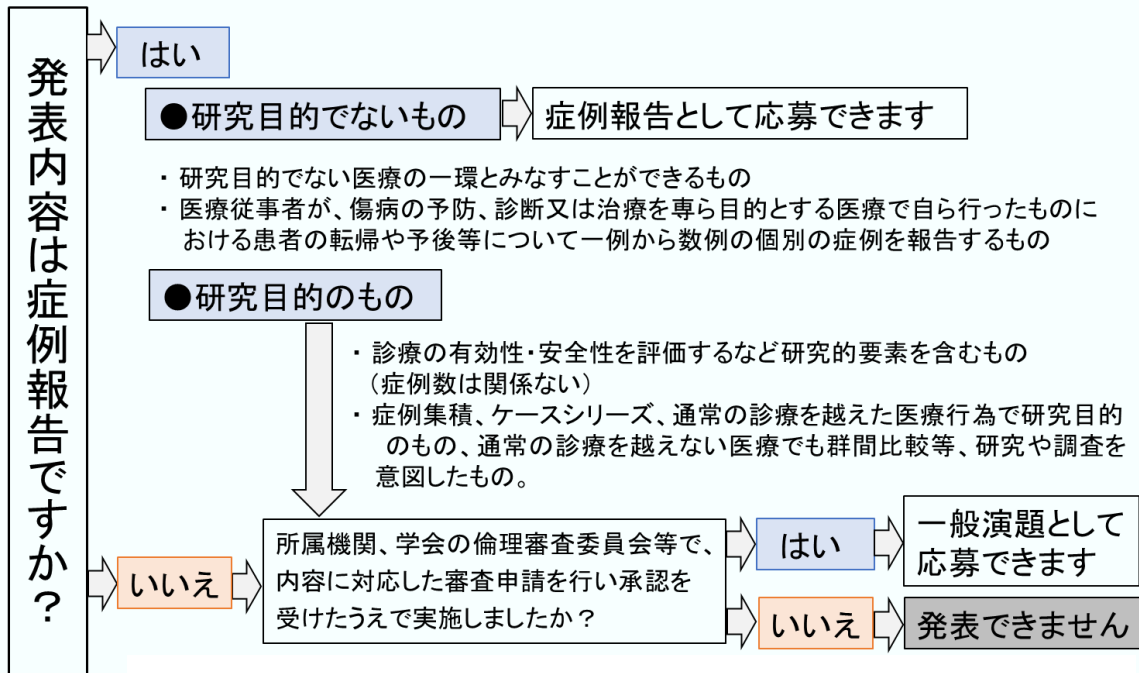 発表内容は症例報告ですか？
はい
●研究目的でないもの
症例報告として応募できます
・ 研究目的でない医療の一環とみなすことができるもの
・ 医療従事者が、傷病の予防、診断又は治療を専ら目的とする医療で自ら行ったものに
おける患者の転帰や予後等について一例から数例の個別の症例を報告するもの
●研究目的のもの
・ 診療の有効性・安全性を評価するなど研究的要素を含むもの
（症例数は関係ない）
・ 症例集積、ケースシリーズ、通常の診療を越えた医療行為で研究目的
のもの、通常の診療を越えない医療でも群間比較等、研究や調査を
意図したもの。
いいえ
所属機関、学会の倫理審査委員会等で、
内容に対応した審査申請を行い承認を
受けたうえで実施しましたか？
はい
一般演題として
応募できます
いいえ
発表できません